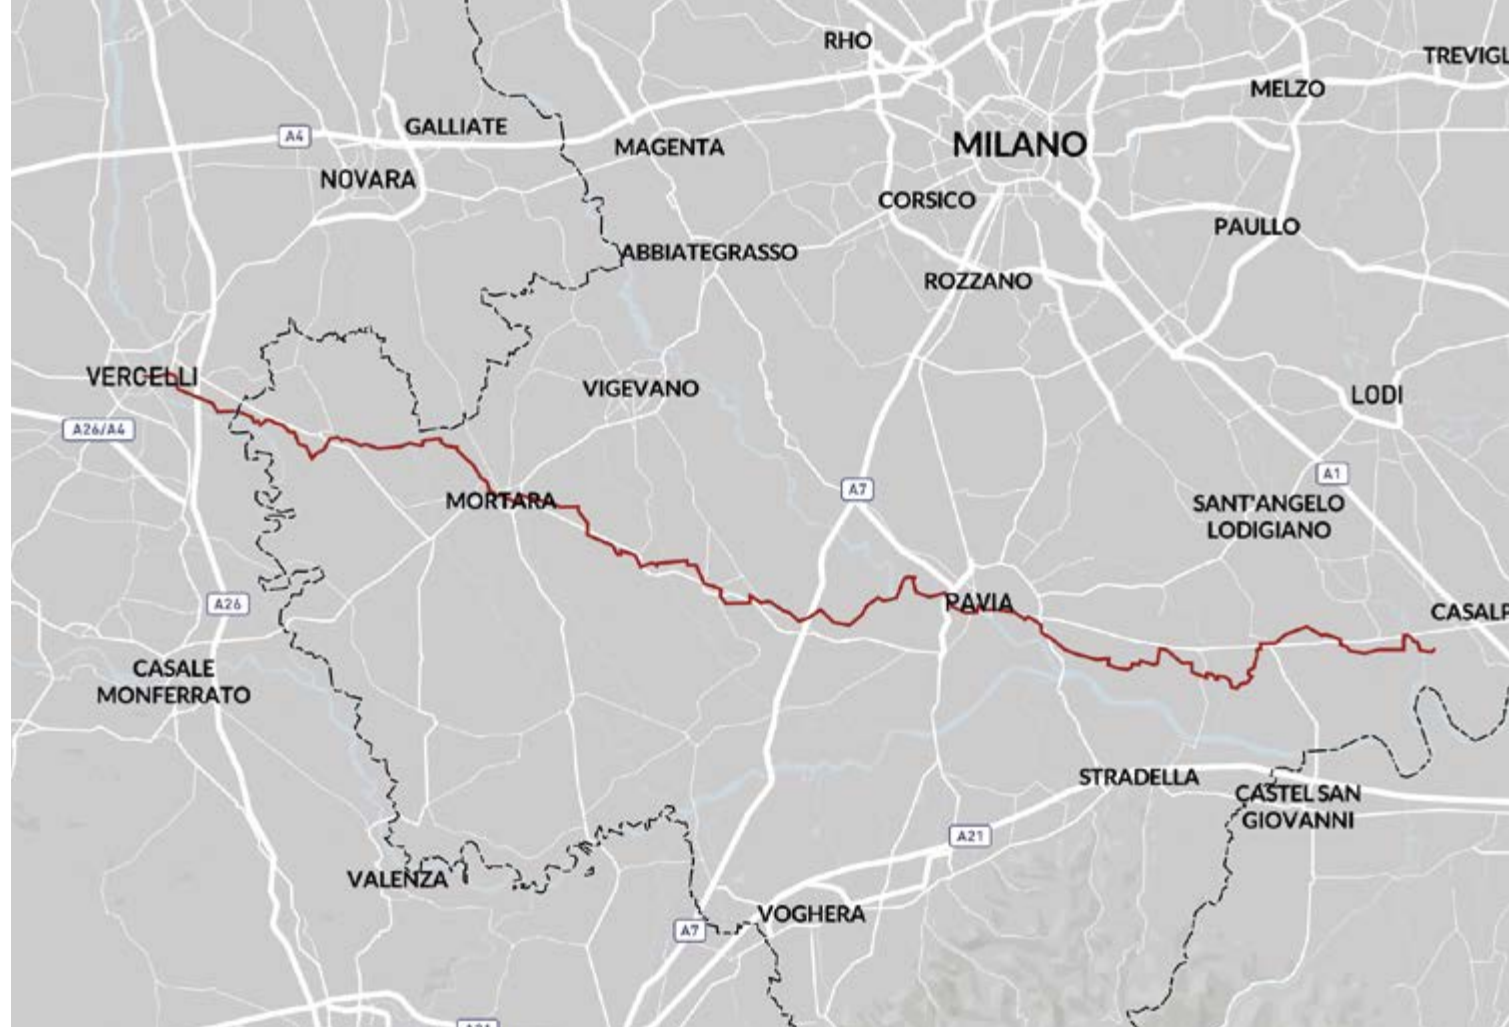 RHO
TREVIGL
MELZO
A4
GALLIATE
MAGENTA
MILANO
NOVARA
CORSICO
PAULLO
ABBIATEGRASSO
ROZZANO
VERCELLI
VIGEVANO
LODI
A26/A4
A1
A7
MORTARA
SANT'ANGELO
LODIGIANO
A26
PAVIA
CASALP
CASALE
MONFERRATO
STRADELLA
CASTEL SAN
GIOVANNI
A21
VALENZA
VOGHERA
A7